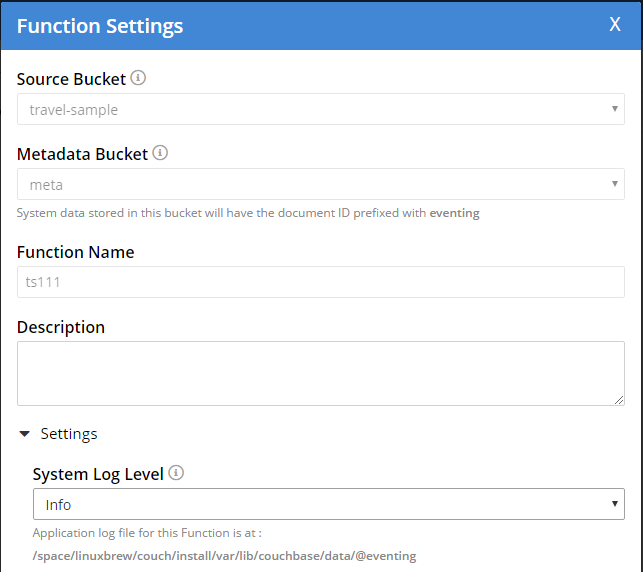 Function Settings X
Source Bucket
travel-sample
Metadata Bucket
meta
System data stored in this bucket will have the document ID prefixed with eventing
Function Name
ts111
Description
Settings
System Log Level
Info
Application log file for this Function is at :
/space/linuxbrew/couch/install/var/lib/couchbase/data/@eventing